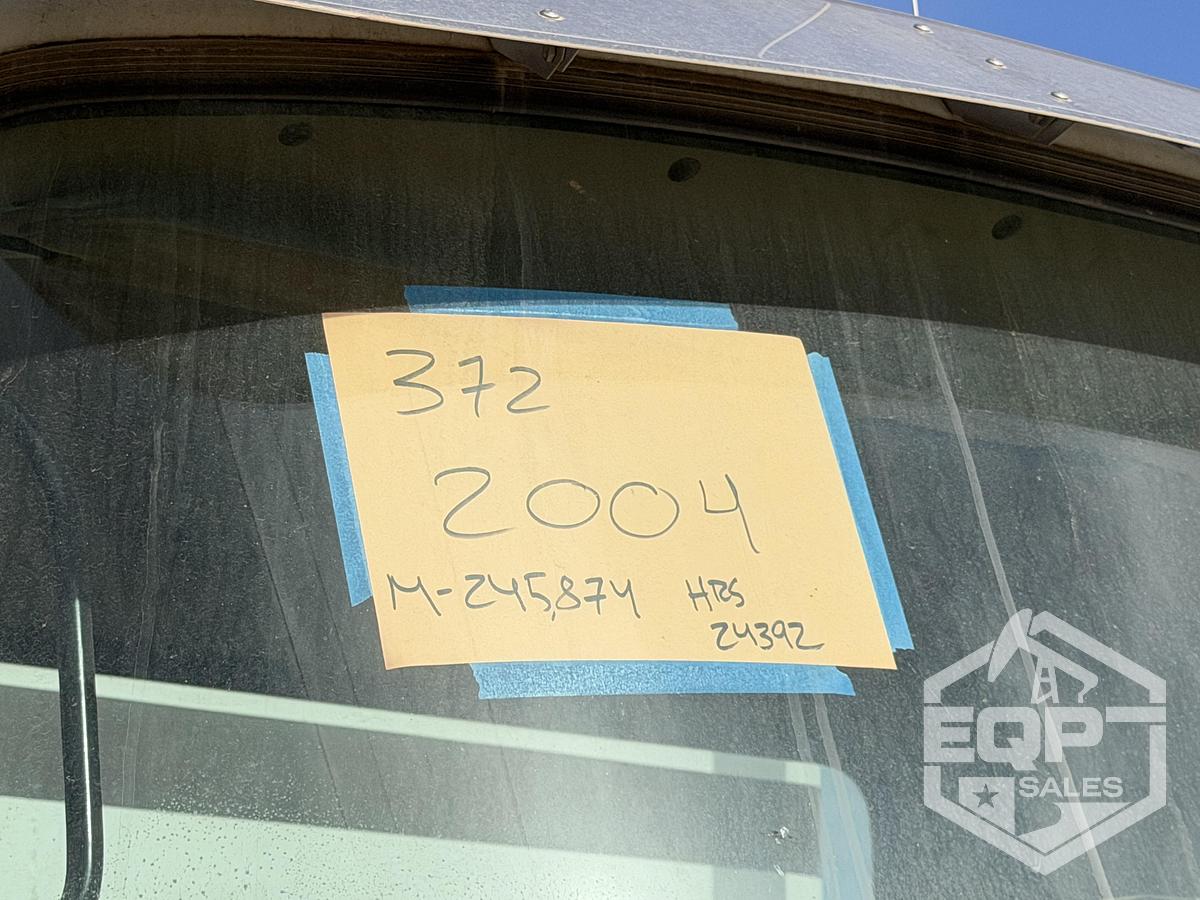 372
2004
M-245,874 HRS
24392
EQP
SALES